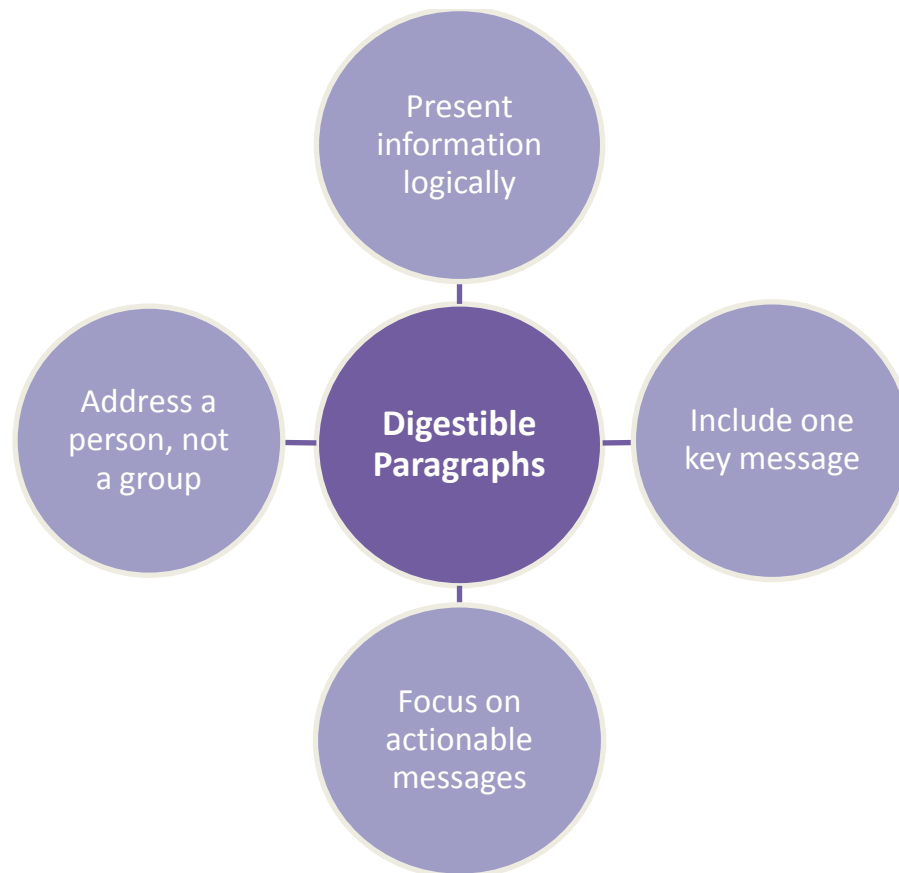 Present
information
logically
Address a
person, not
a group
Digestible
Paragraphs
Include one
key message
Focus on
actionable
messages